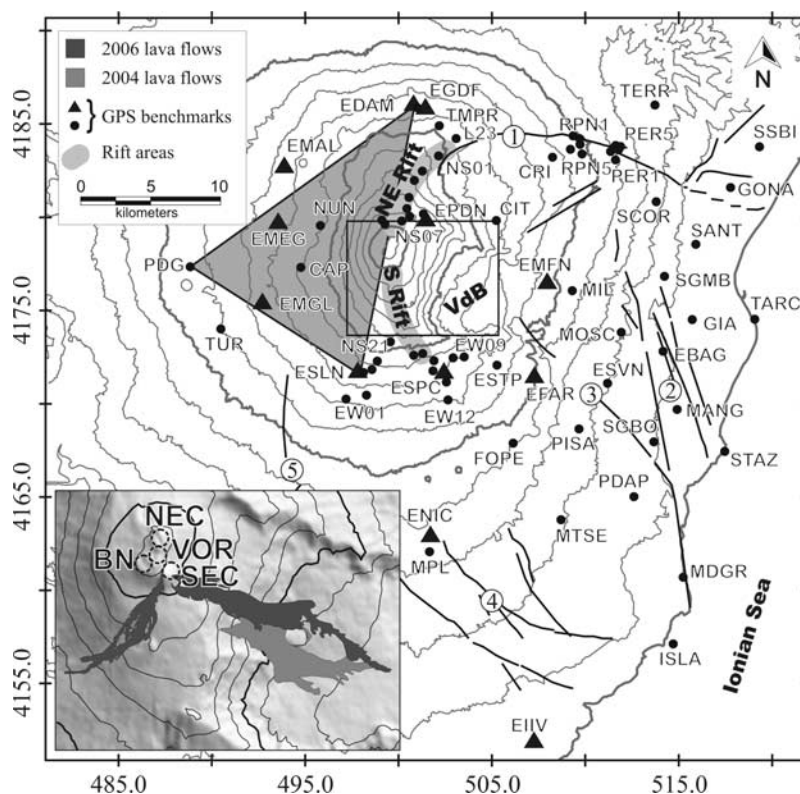 2006 lava flows
2004 lava flows
GPS benchmarks
Rift areas
0 5 10
kilometers
N
4185.0
4175.0
4165.0
4155.0
485.0
495.0
505.0
515.0
EGDF
EDAM
TMPR
L23
1
TERR
RPN1
PER5
SSBI
EMAL
NS01
CRI
RPN5
PER1
GONA
NE Rift
NUN
EPDN
CIT
SCOR
EMEG
NS07
SANT
PDG
CAP
EMFN
SGMB
S Rift
VdB
EMGL
MIL
TARC
TUR
GIA
MOSC
NS21
EW09
EBAG
ESLN
ESPC
ESTP
EFAR
ESVN
3
2
EW01
EW12
MANG
SGBO
PISA
FOPE
STAZ
5
PDAP
NEC
ENIC
MTSE
BN
VOR
MPL
SEC
MDGR
4
ISLA
Ionian Sea
EIIV